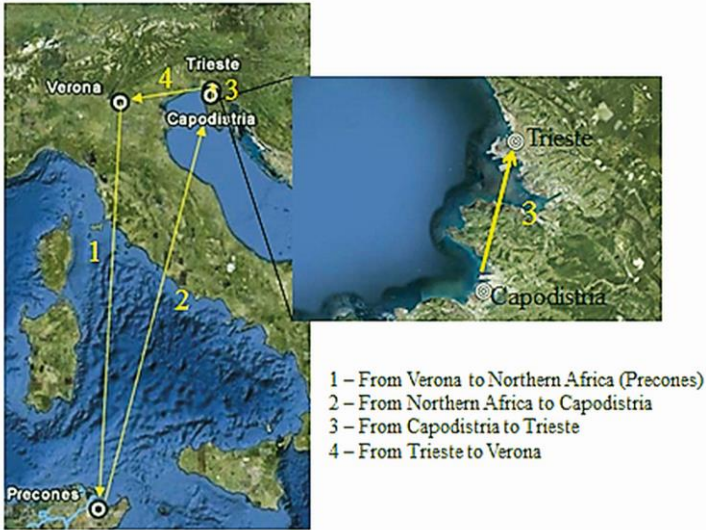 Trieste
Verona
4
3
Capodistria
1
2
Precones
Trieste
3
Capodistria
1 – From Verona to Northern Africa (Precones)
2 – From Northern Africa to Capodistria
3 – From Capodistria to Trieste
4 – From Trieste to Verona